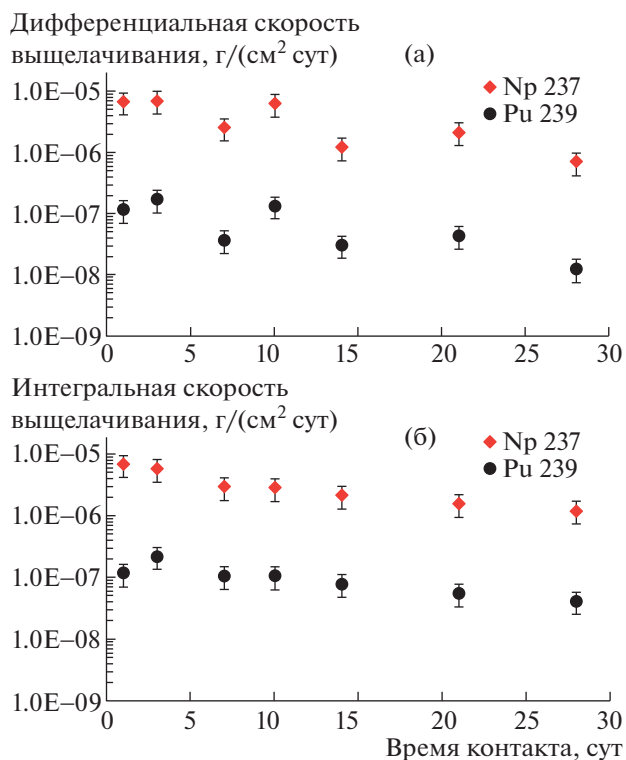 Дифференциальная скорость
выщелачивания, г/(см² сут)
(а)
Np 237
Pu 239
1.0E–05
1.0E–06
1.0E–07
1.0E–08
1.0E–09
0 5 10 15 20 25 30
Интегральная скорость
выщелачивания, г/(см² сут)
(б)
Np 237
Pu 239
1.0E–05
1.0E–06
1.0E–07
1.0E–08
1.0E–09
0 5 10 15 20 25 30
Время контакта, сут